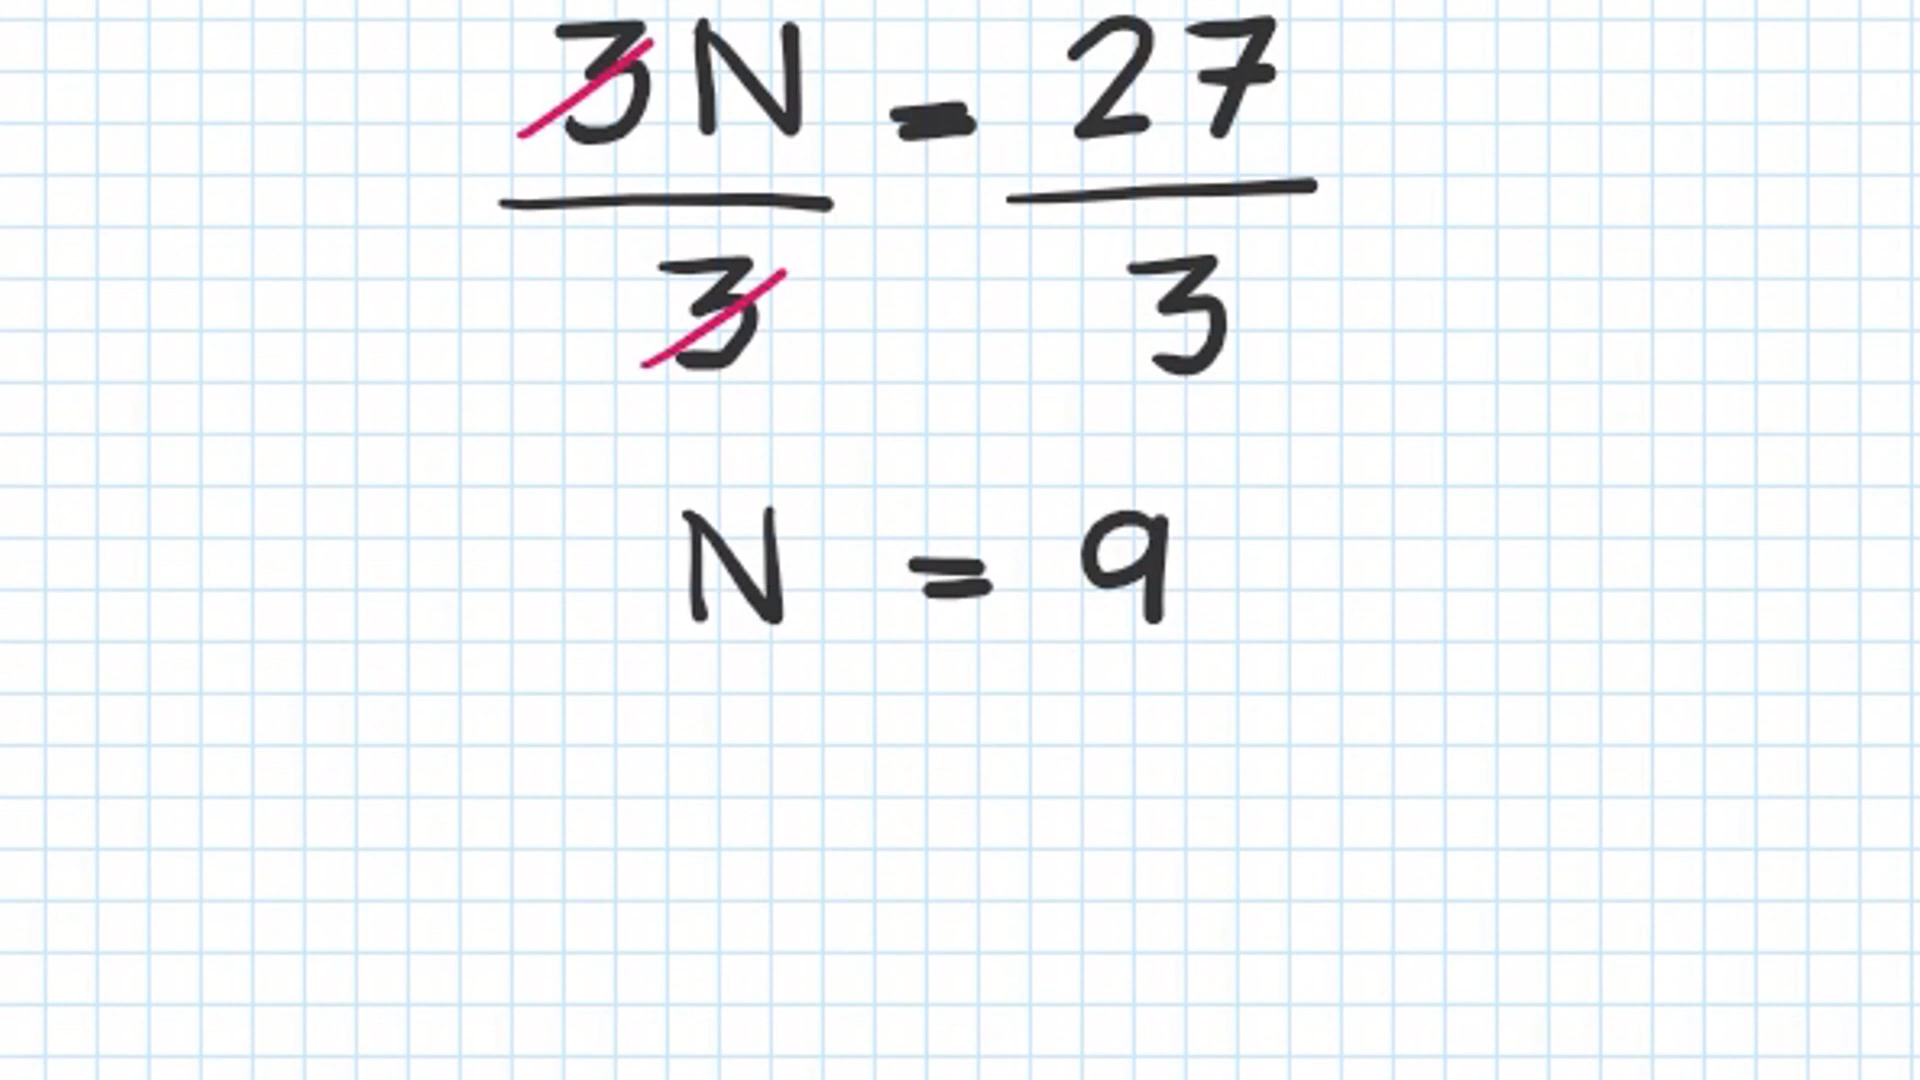 3N = 27
3 3
N = 9